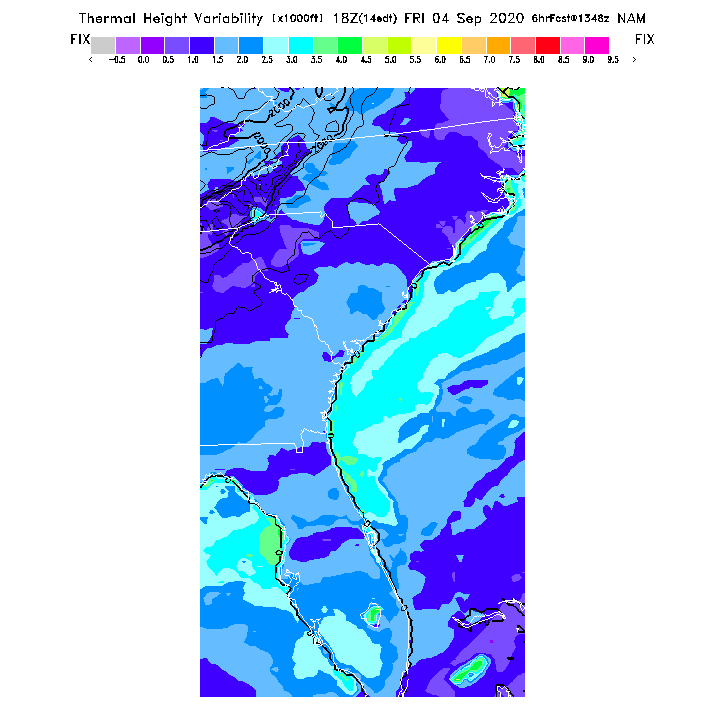 Thermal Height Variability [x1000ft] 18Z(14edt) FRI 04 Sep 2020 6hrFcst@1348z NAM
FIX FIX
< -0.5 0.0 0.5 1.0 1.5 2.0 2.5 3.0 3.5 4.0 4.5 5.0 5.5 6.0 6.5 7.0 7.5 8.0 8.5 9.0 9.5 >
2000